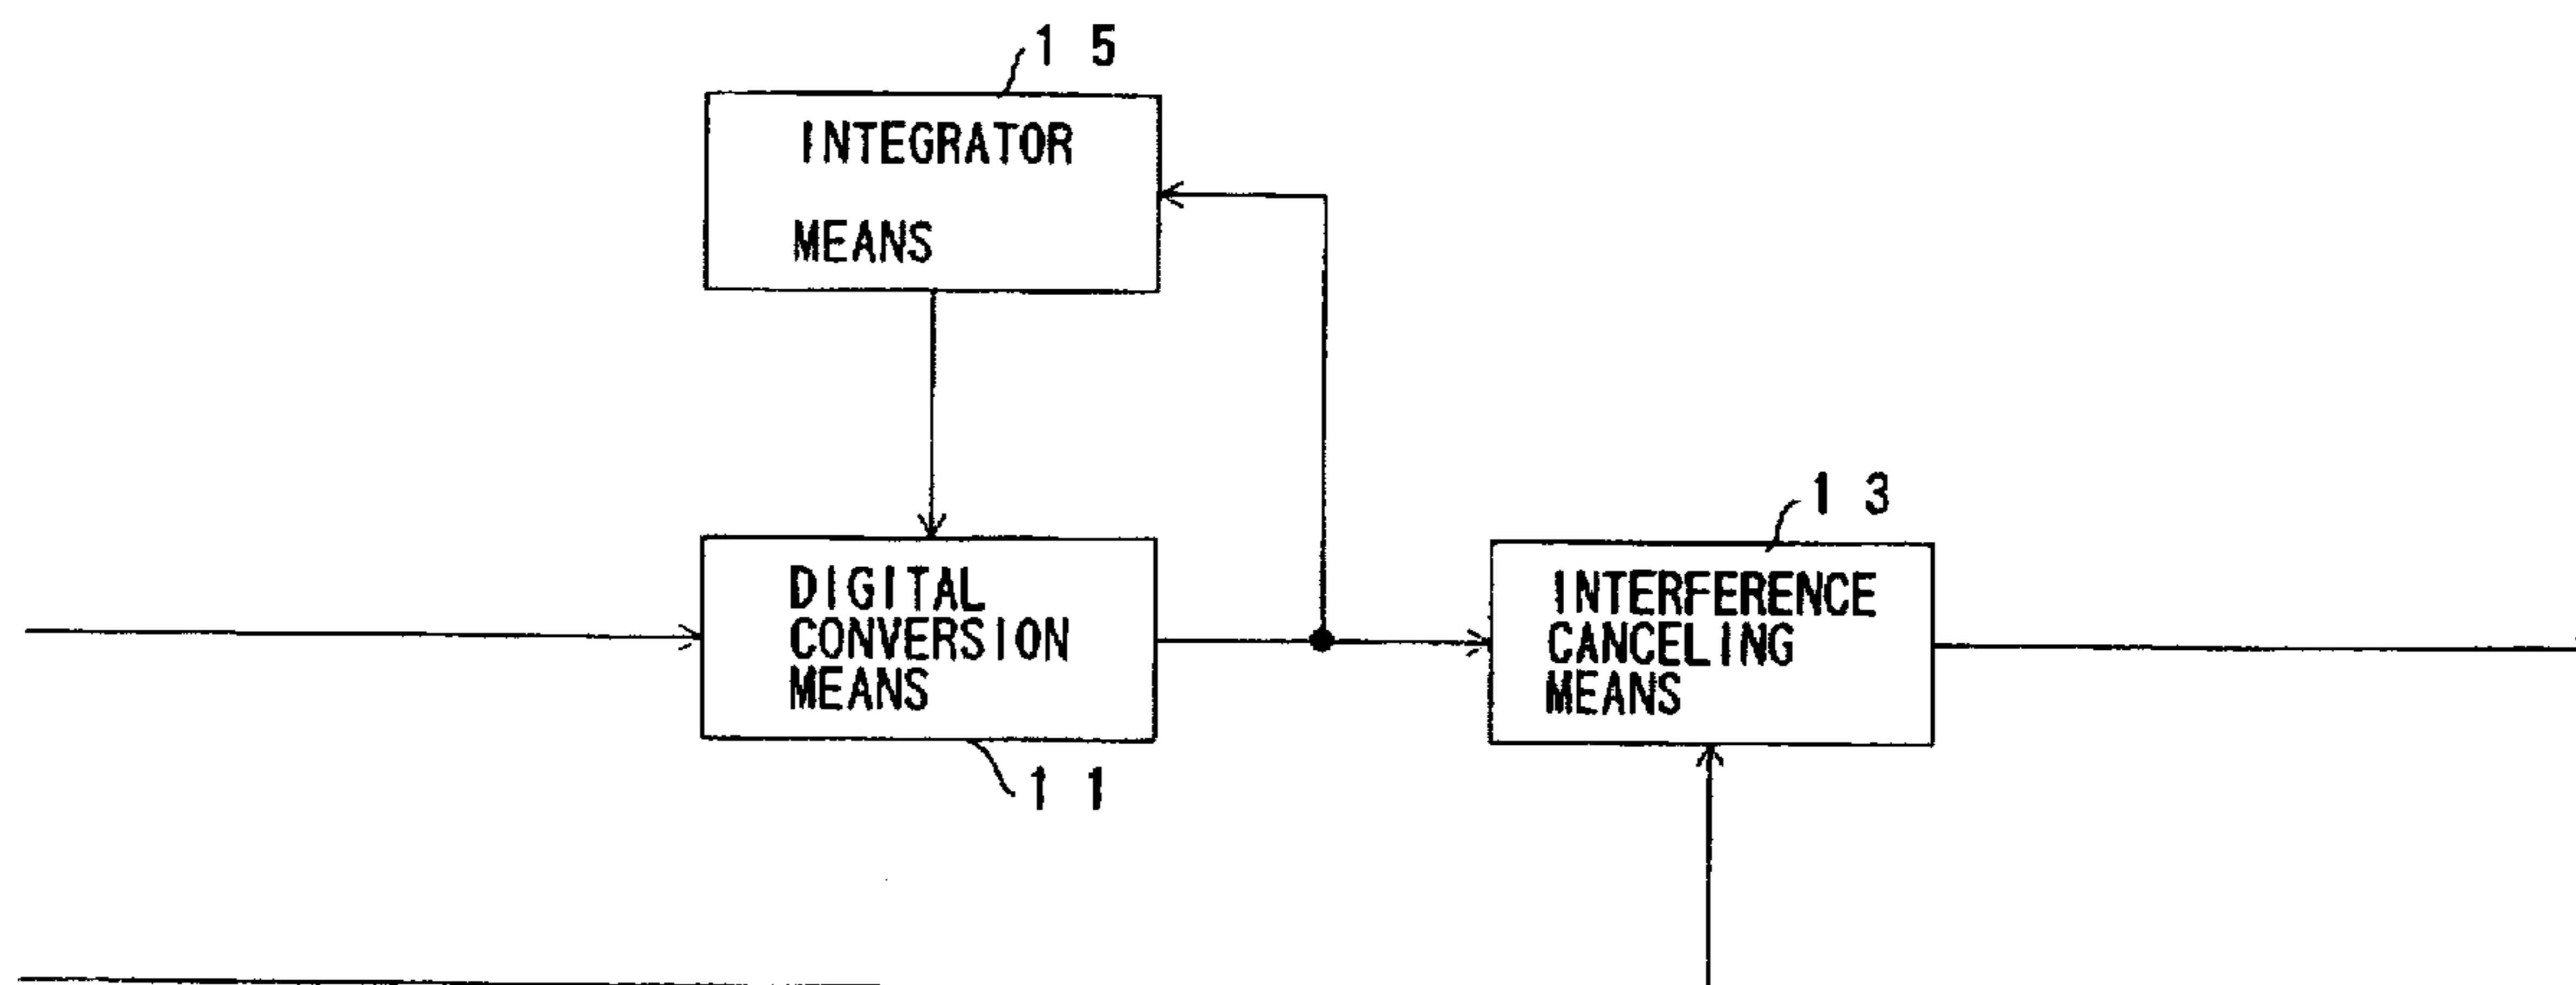 15
INTEGRATOR
MEANS
13
DIGITAL
CONVERSION
MEANS
INTERFERENCE
CANCELING
MEANS
11